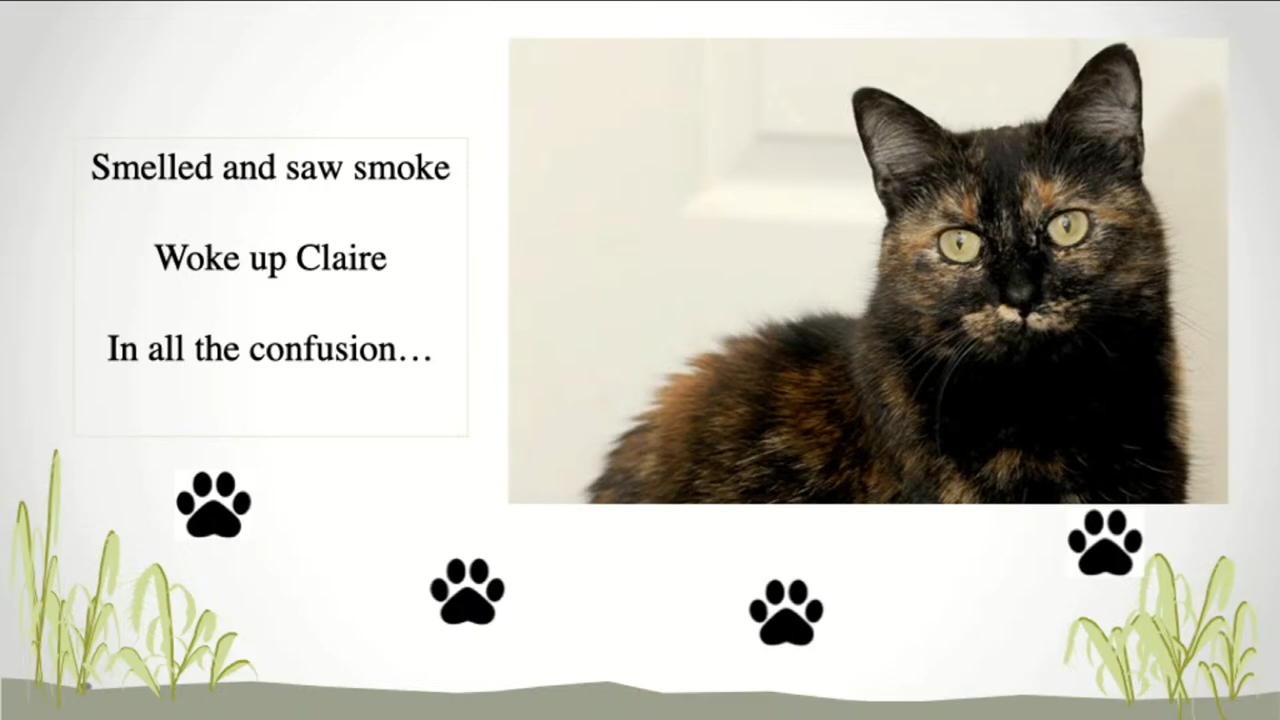 Smelled and saw smoke
Woke up Claire
In all the confusion…